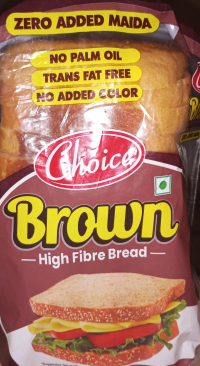 ZERO ADDED MAIDA
NO PALM OIL
TRANS FAT FREE
NO ADDED COLOR
Choice
Brown
High Fibre Bread